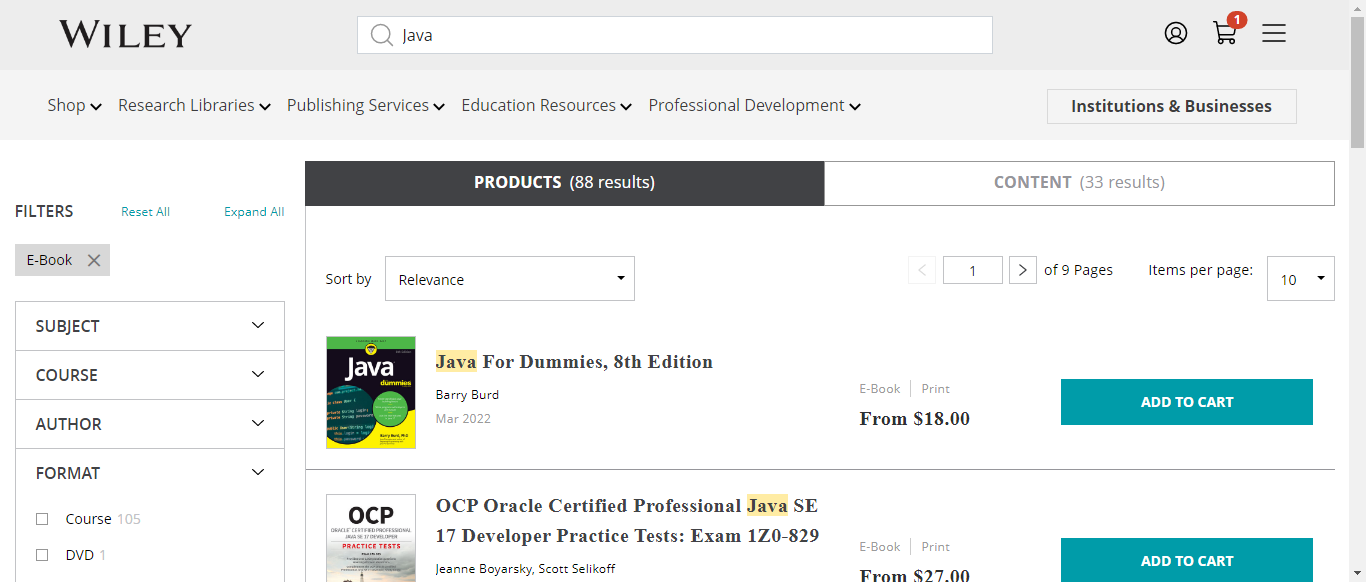 WILEY
Java
1
Shop
Research Libraries
Publishing Services
Education Resources
Professional Development
Institutions & Businesses
FILTERS
Reset All
Expand All
E-Book
SUBJECT
COURSE
AUTHOR
FORMAT
Course 105
DVD 1
PRODUCTS (88 results)
CONTENT (33 results)
Sort by
Relevance
1
of 9 Pages
Items per page:
10
Java
dummies
Java For Dummies, 8th Edition
Barry Burd
Mar 2022
E-Book
Print
From $18.00
ADD TO CART
OCP
ORACLE CERTIFIED PROFESSIONAL
JAVA SE 17 DEVELOPER
PRACTICE TESTS
OCP Oracle Certified Professional Java SE
17 Developer Practice Tests: Exam 1Z0-829
Jeanne Boyarsky, Scott Selikoff
E-Book
Print
From $27.00
ADD TO CART